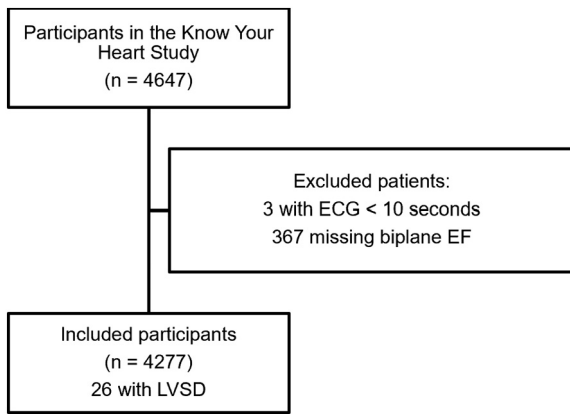 Participants in the Know Your
Heart Study
(n = 4647)
Excluded patients:
3 with ECG < 10 seconds
367 missing biplane EF
Included participants
(n = 4277)
26 with LVSD